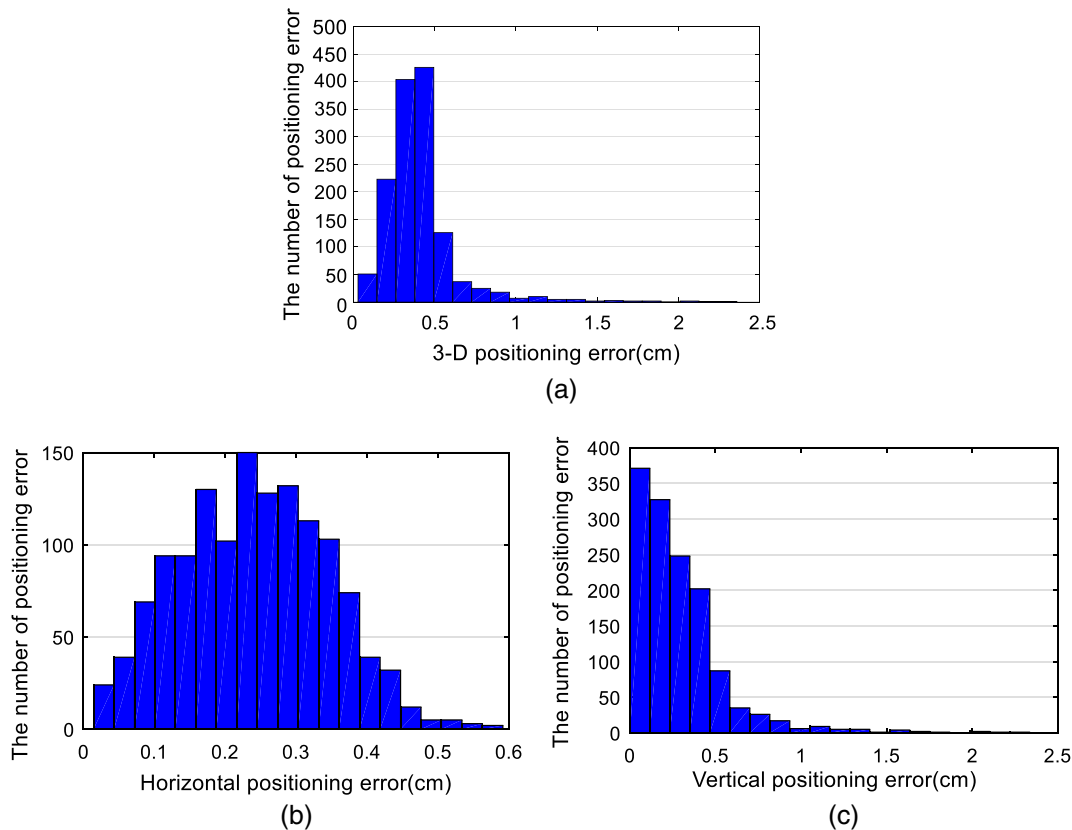 500
450
400
350
300
250
200
150
100
50
0
The number of positioning error
0 0.5 1 1.5 2 2.5
3-D positioning error(cm)
(a)
150
100
50
0
The number of positioning error
0 0.1 0.2 0.3 0.4 0.5 0.6
Horizontal positioning error(cm)
(b)
400
350
300
250
200
150
100
50
0
The number of positioning error
0 0.5 1 1.5 2 2.5
Vertical positioning error(cm)
(c)